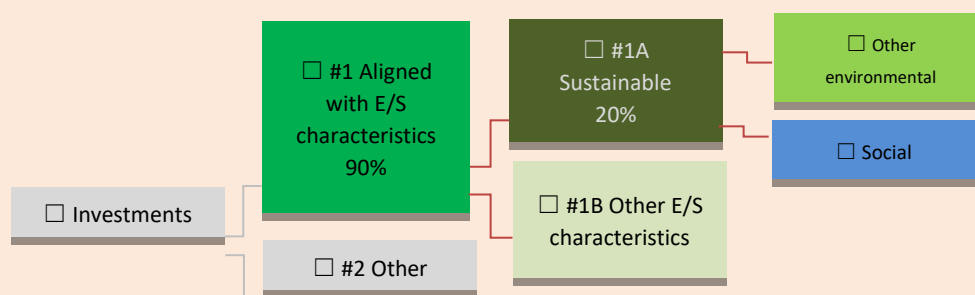 ☐ Investments
☐ #1 Aligned
with E/S
characteristics
90%
☐ #2 Other
☐ #1A
Sustainable
20%
☐ #1B Other E/S
characteristics
☐ Other
environmental
☐ Social